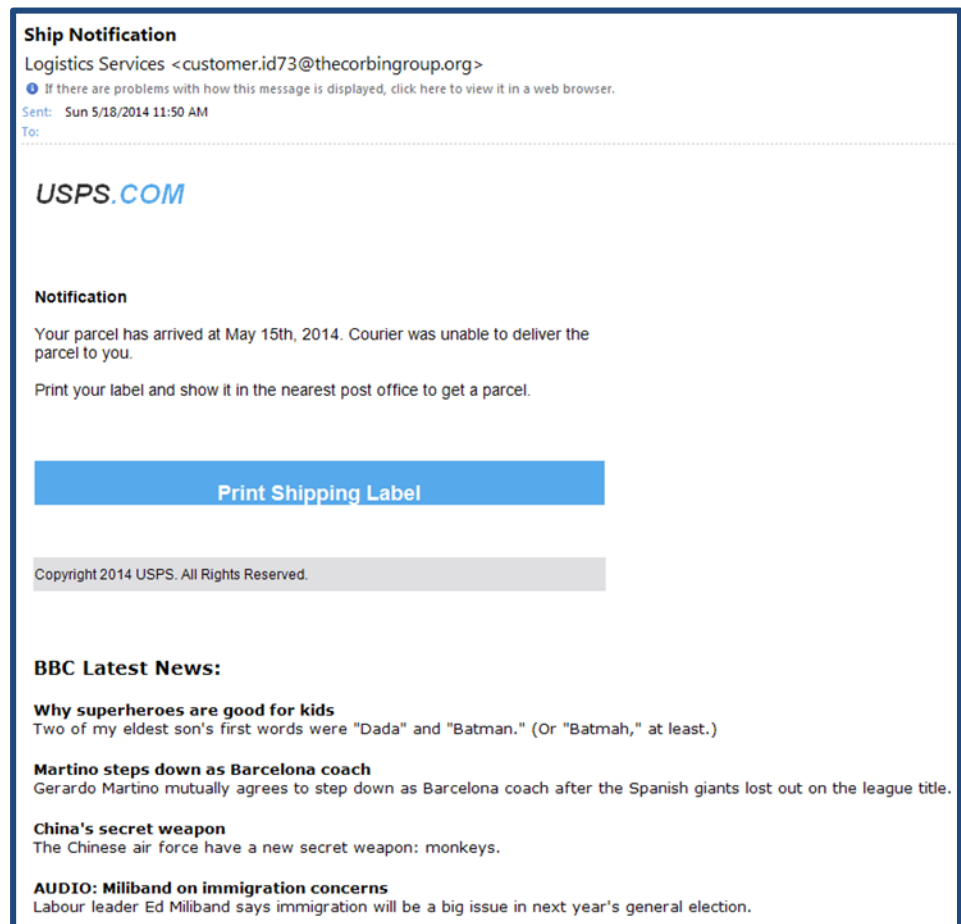 Ship Notification
Logistics Services <customer.id73@thecorbingroup.org>
If there are problems with how this message is displayed, click here to view it in a web browser.
Sent: Sun 5/18/2014 11:50 AM
To:
USPS.COM
Notification
Your parcel has arrived at May 15th, 2014. Courier was unable to deliver the
parcel to you.
Print your label and show it in the nearest post office to get a parcel.
Print Shipping Label
Copyright 2014 USPS. All Rights Reserved.
BBC Latest News:
Why superheroes are good for kids
Two of my eldest son's first words were "Dada" and "Batman." (Or "Batmah," at least.)
Martino steps down as Barcelona coach
Gerardo Martino mutually agrees to step down as Barcelona coach after the Spanish giants lost out on the league title.
China's secret weapon
The Chinese air force have a new secret weapon: monkeys.
AUDIO: Miliband on immigration concerns
Labour leader Ed Miliband says immigration will be a big issue in next year's general election.